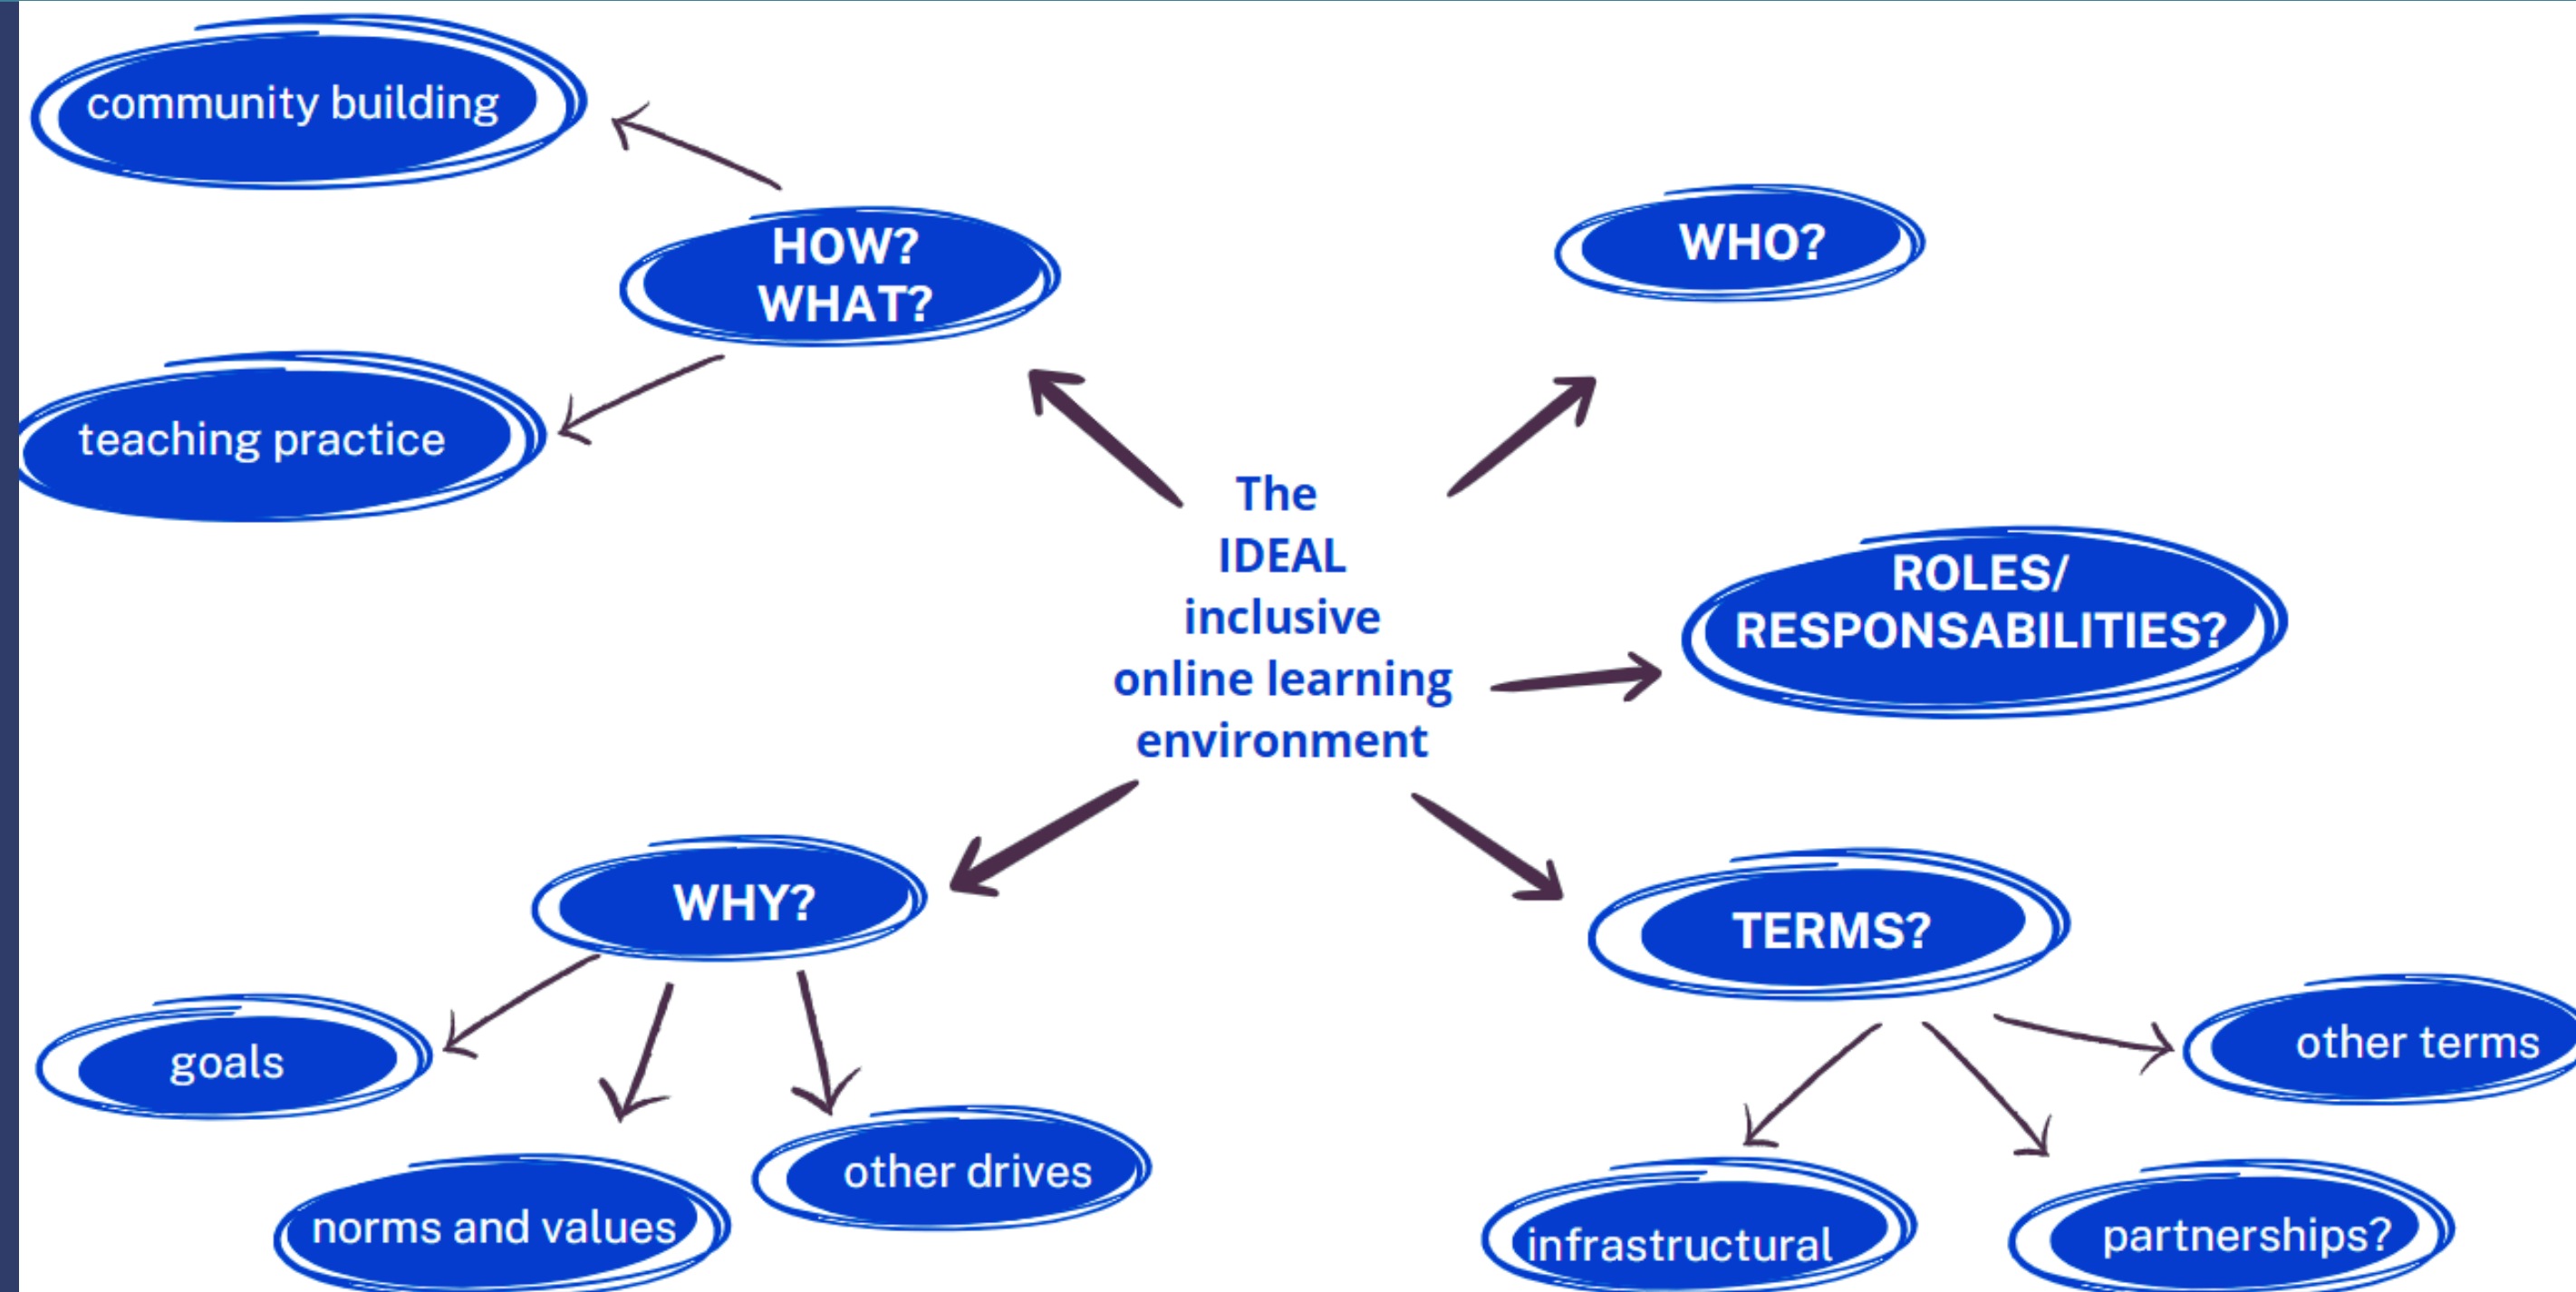 community building
HOW?
WHAT?
teaching practice
WHO?
The
IDEAL
inclusive
online learning
environment
ROLES/
RESPONSABILITIES?
WHY?
goals
norms and values
other drives
TERMS?
other terms
infrastructural
partnerships?